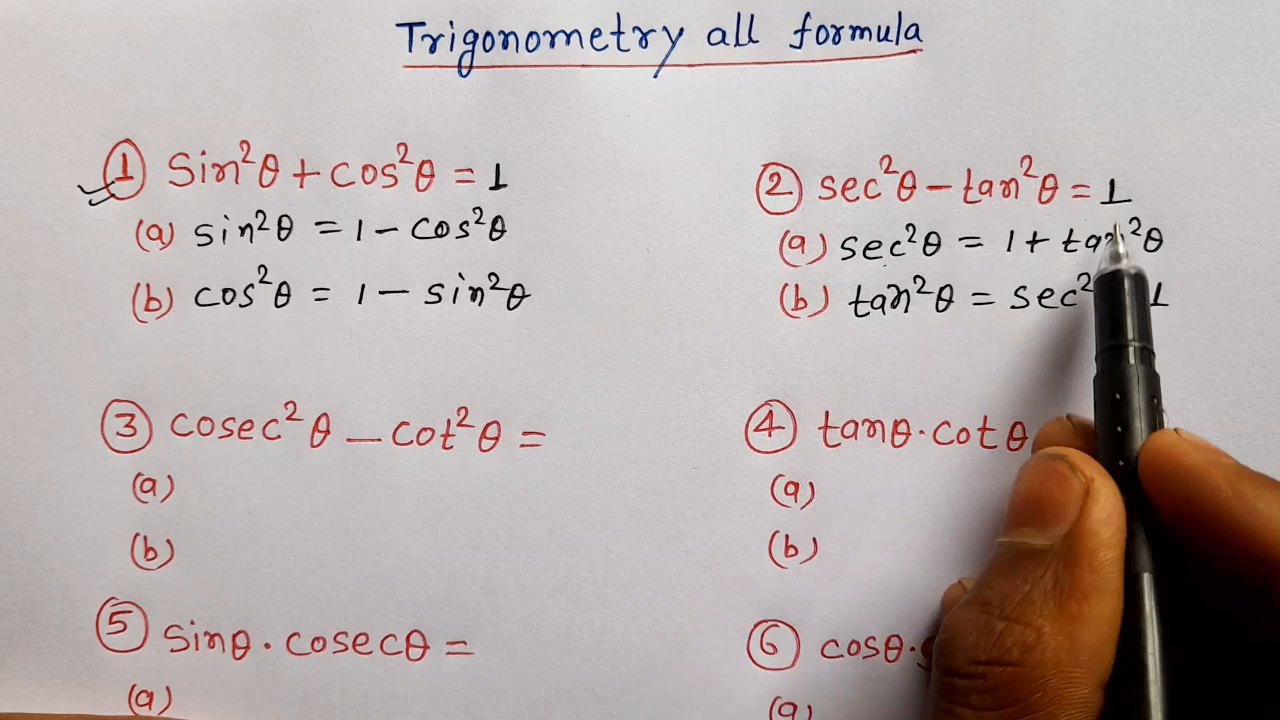 Trigonometry all formula
① Sin²θ + cos²θ = 1
(a) sin²θ = 1 - cos²θ
(b) cos²θ = 1 - sin²θ
② sec²θ - tan²θ = 1
(a) sec²θ = 1 + tan²θ
(b) tan²θ = sec² 1
③ cosec²θ - cot²θ =
(a)
(b)
④ tanθ · cotθ
(a)
(b)
⑤ sinθ · cosecθ =
(a)
⑥ cosθ ·
(a)